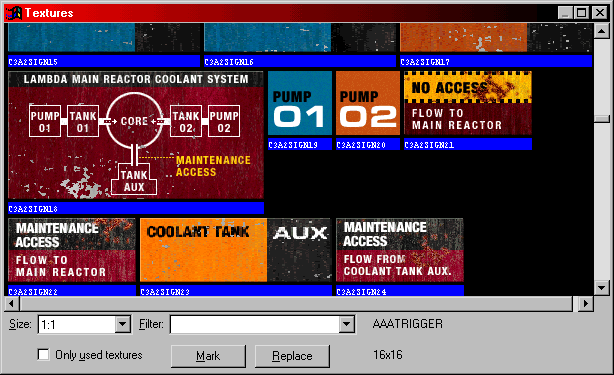 Textures
C3A2SIGN15
C3A2SIGN16
C3A2SIGN17
LAMBDA MAIN REACTOR COOLANT SYSTEM
PUMP 01
TANK 01
CORE
TANK 02
PUMP 02
MAINTENANCE ACCESS
TANK AUX
C3A2SIGN18
PUMP 01
C3A2SIGN19
PUMP 02
C3A2SIGN20
NO ACCESS
FLOW TO
MAIN REACTOR
C3A2SIGN21
MAINTENANCE
ACCESS
FLOW TO
MAIN REACTOR
C3A2SIGN22
COOLANT TANK AUX
C3A2SIGN23
MAINTENANCE
ACCESS
FLOW FROM
COOLANT TANK AUX.
C3A2SIGN24
Size: 1:1 Filter: AAATRIGGER
Only used textures Mark Replace 16x16